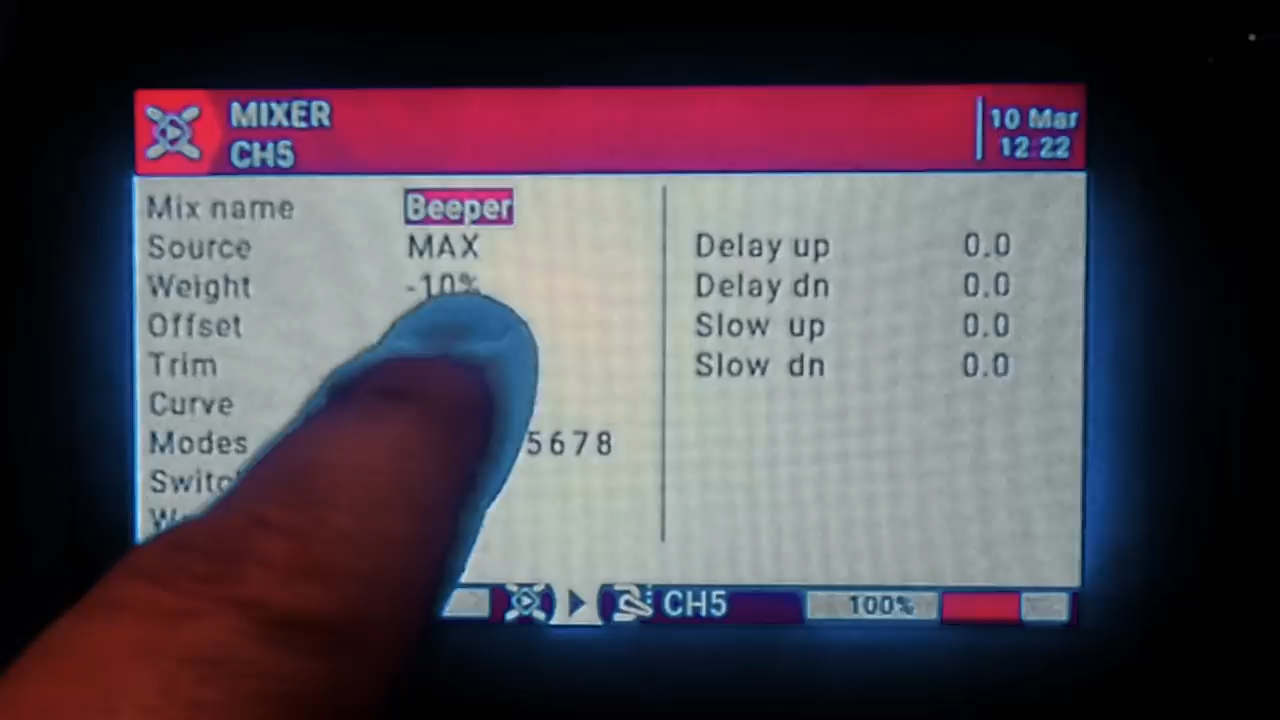 MIXER
CH5
10 Mar
12:22
Mix name Beeper
Source MAX
Weight -10%
Offset
Trim
Curve
Modes 5678
Delay up 0.0
Delay dn 0.0
Slow up 0.0
Slow dn 0.0
CH5 100%